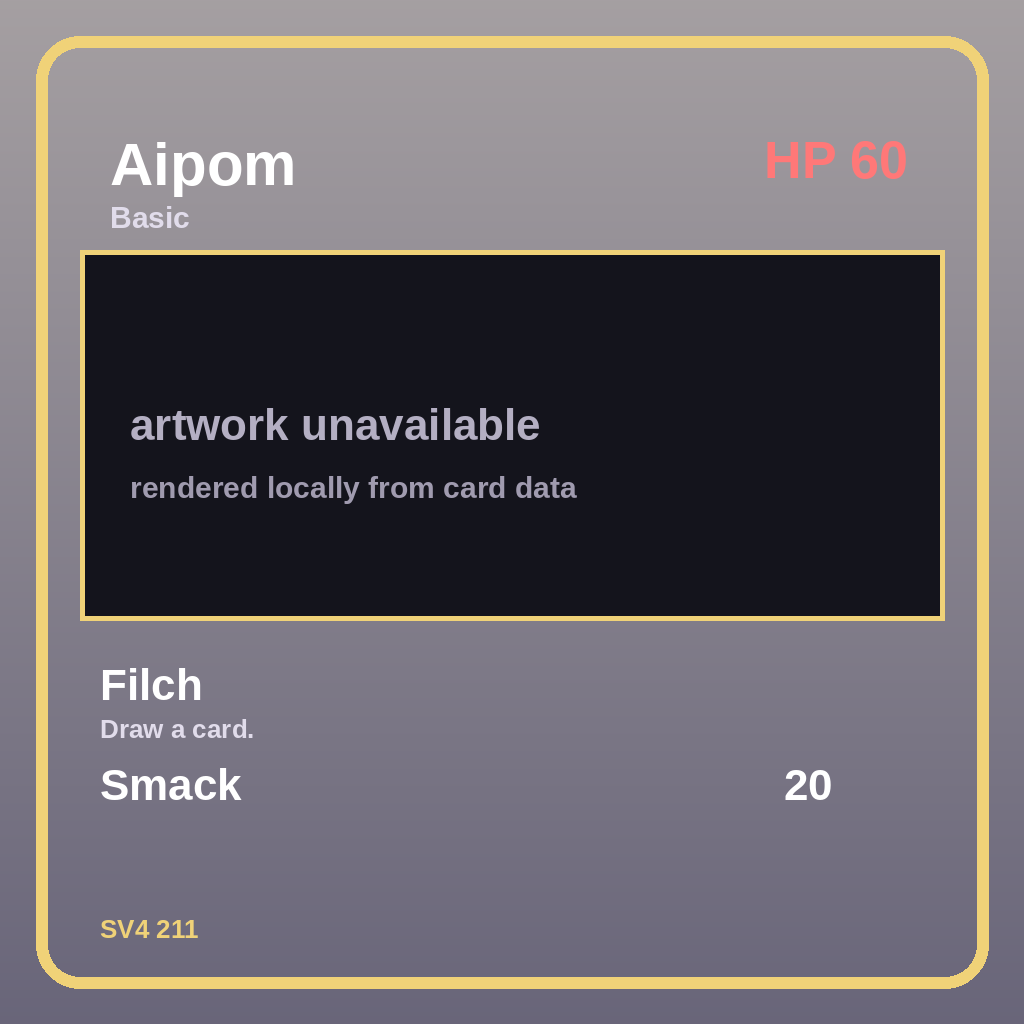 Aipom
HP 60
Basic
artwork unavailable
rendered locally from card data
Filch
Draw a card.
Smack 20
SV4 211